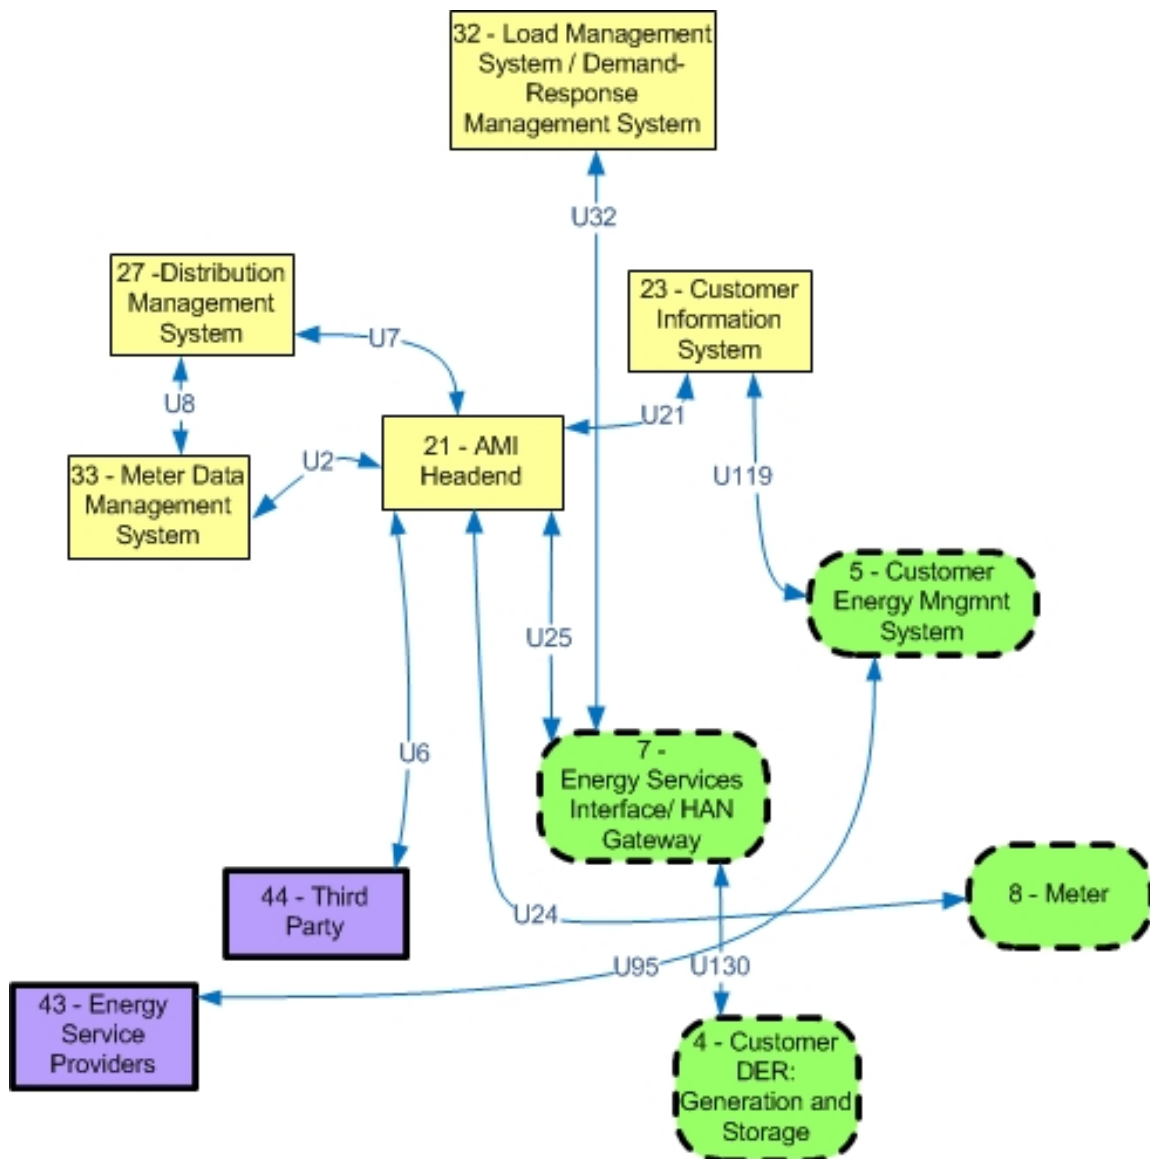 32 - Load Management
System / Demand-
Response
Management System
U32
27 -Distribution
Management
System
23 - Customer
Information
System
U7
U8
U21
21 - AMI
Headend
33 - Meter Data
Management
System
U2
U119
5 - Customer
Energy Mngmnt
System
U25
U6
7 -
Energy Services
Interface/ HAN
Gateway
44 - Third
Party
8 - Meter
U24
U95
U130
43 - Energy
Service
Providers
4 - Customer
DER:
Generation and
Storage